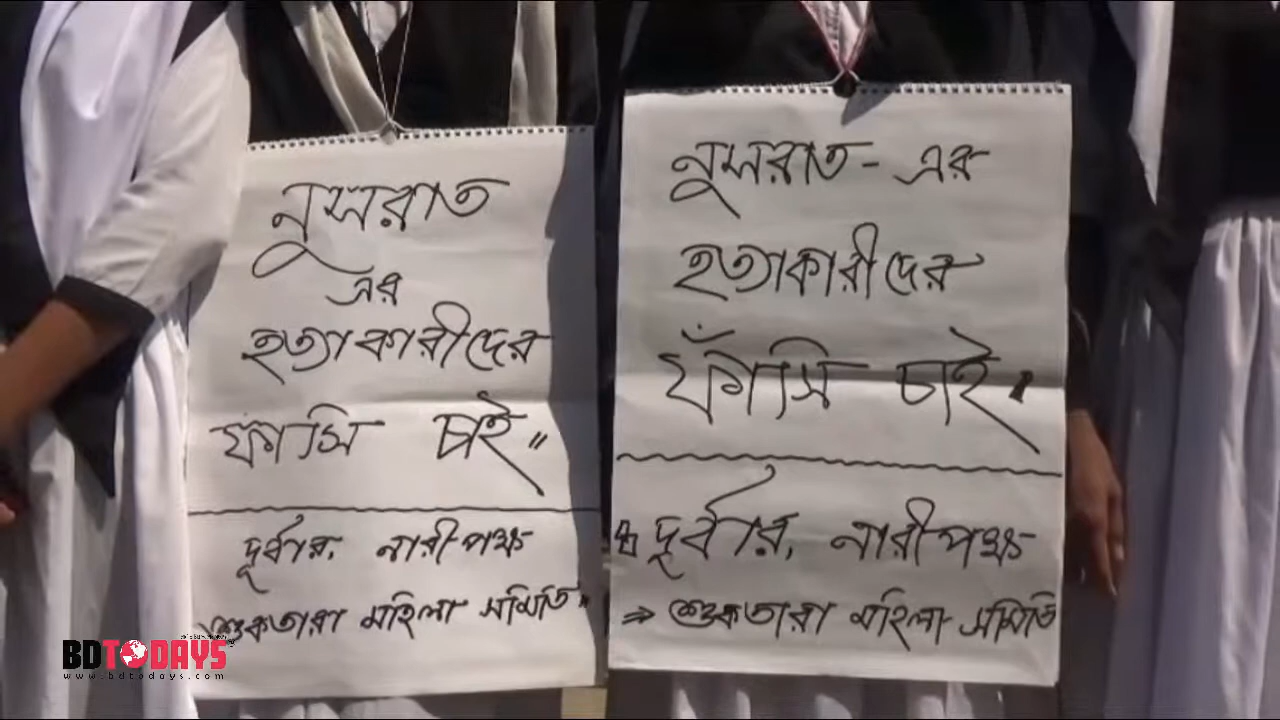 নুসরাত
এর
হত্যাকারীদের
ফাঁসি চাই"
দূর্বার, নারীপক্ষ
শুকতারা মহিলা সমিতি
নুসরাত - এর
হত্যাকারীদের
ফাঁসি চাই।
দূর্বার, নারীপক্ষ
⇒ শুকতারা মহিলা সমিতি
BDTODAYS
www.bdtodays.com